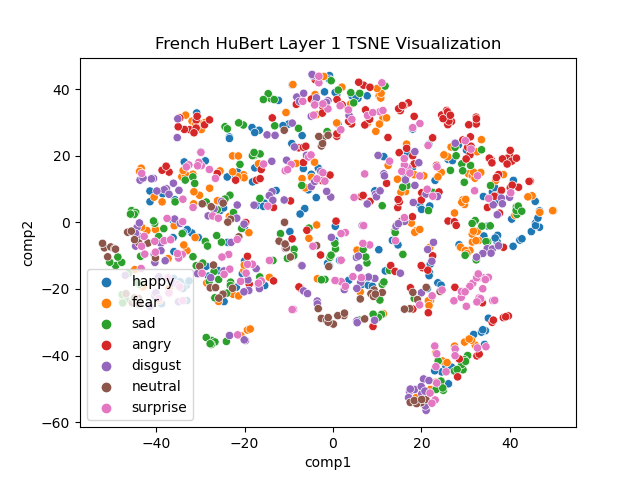 French HuBert Layer 1 TSNE Visualization
comp2
40
20
0
−20
−40
−60
happy
fear
sad
angry
disgust
neutral
surprise
−40
−20
0
20
40
comp1